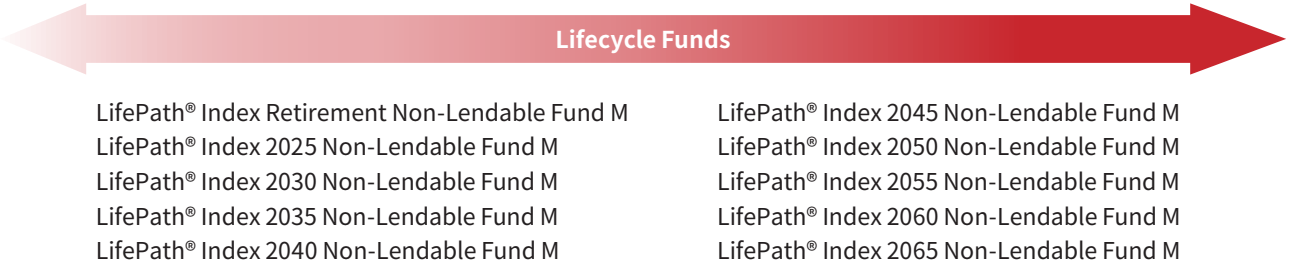 Lifecycle Funds
LifePath® Index Retirement Non-Lendable Fund M
LifePath® Index 2025 Non-Lendable Fund M
LifePath® Index 2030 Non-Lendable Fund M
LifePath® Index 2035 Non-Lendable Fund M
LifePath® Index 2040 Non-Lendable Fund M
LifePath® Index 2045 Non-Lendable Fund M
LifePath® Index 2050 Non-Lendable Fund M
LifePath® Index 2055 Non-Lendable Fund M
LifePath® Index 2060 Non-Lendable Fund M
LifePath® Index 2065 Non-Lendable Fund M